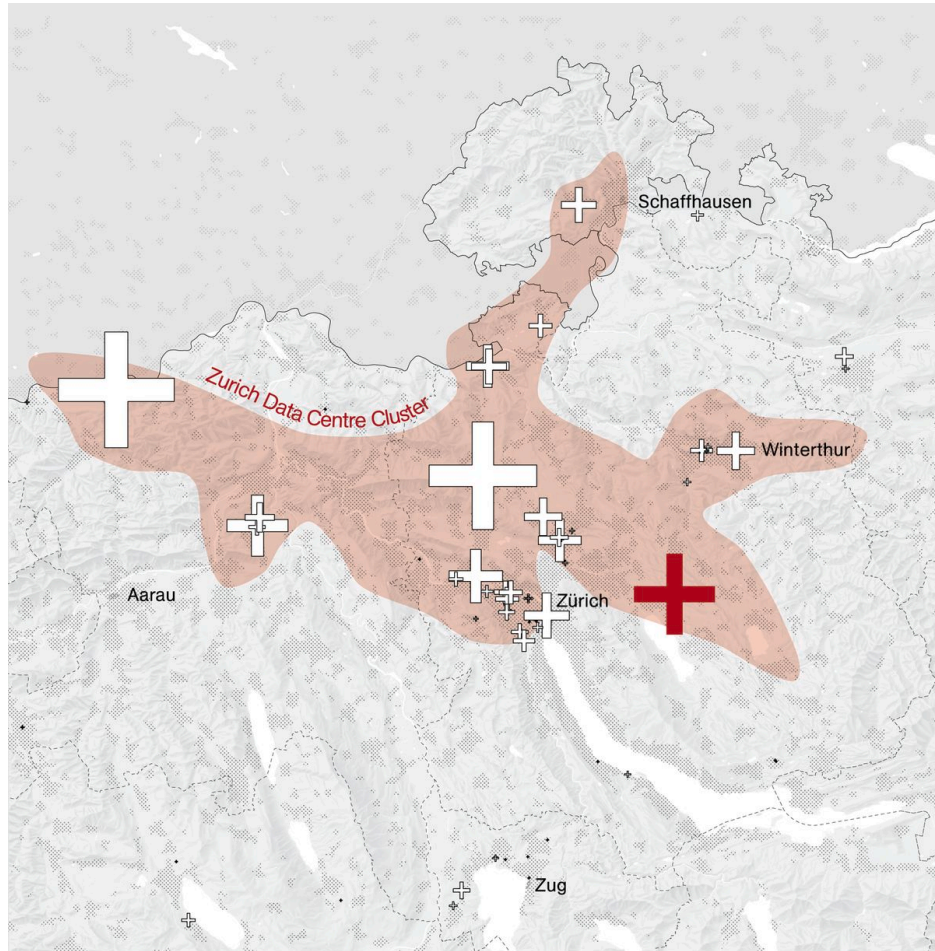 Schaffhausen
Zurich Data Centre Cluster
Winterthur
Aarau
Zürich
Zug